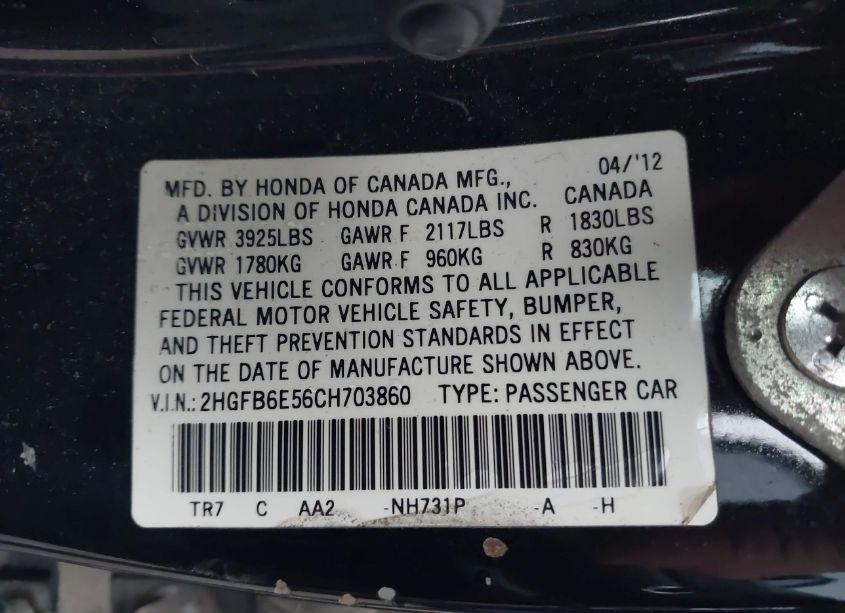 MFD. BY HONDA OF CANADA MFG., 04/'12
A DIVISION OF HONDA CANADA INC. CANADA
GVWR 3925LBS GAWR F 2117LBS R 1830LBS
GVWR 1780KG GAWR F 960KG R 830KG
THIS VEHICLE CONFORMS TO ALL APPLICABLE
FEDERAL MOTOR VEHICLE SAFETY, BUMPER,
AND THEFT PREVENTION STANDARDS IN EFFECT
ON THE DATE OF MANUFACTURE SHOWN ABOVE.
V.I.N.: 2HGFB6E56CH703860 TYPE: PASSENGER CAR
TR7 C AA2 -NH731P -A -H